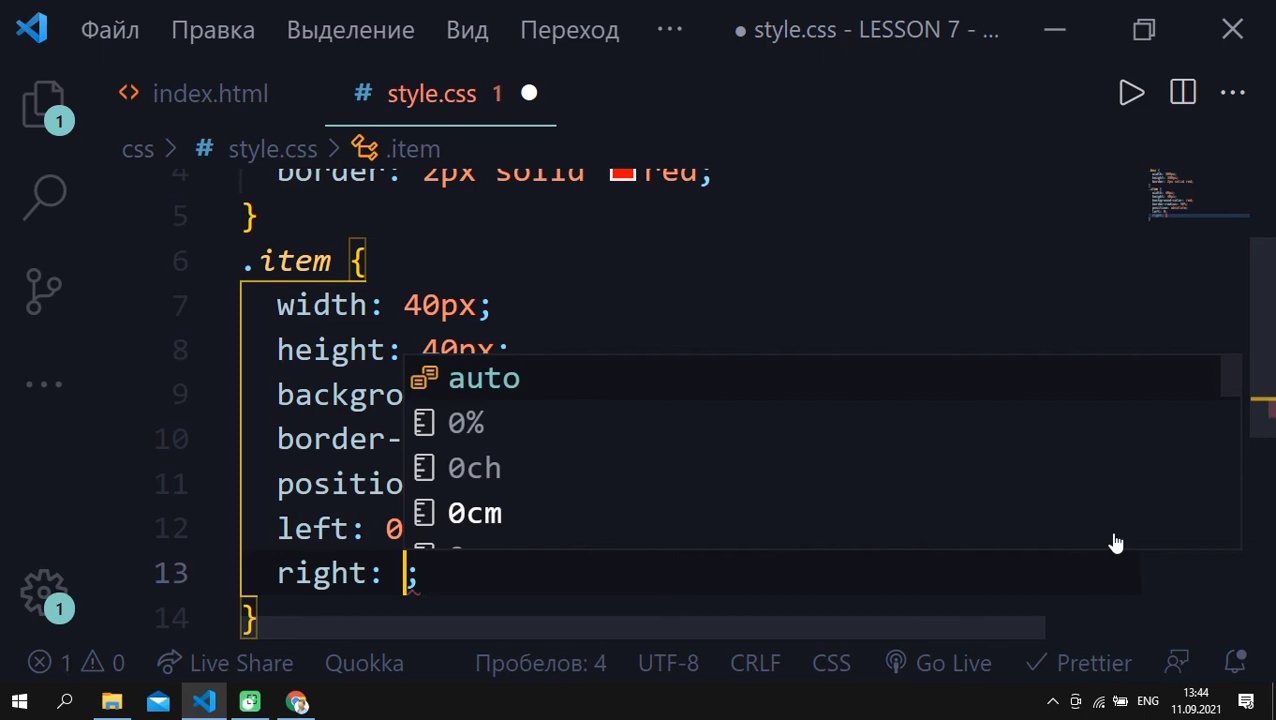 Файл Правка Выделение Вид Переход ··· ● style.css - LESSON 7 - ...
index.html # style.css 1
css > # style.css > .item
4 border: 2px solid red;
5 }
6 .item {
7 width: 40px;
8 height: 40px;
9 backgro
10 border-
11 positio
12 left: 0
13 right: ;
14 }
auto
0%
0ch
0cm
1
1
1 0 Live Share Quokka Пробелов: 4 UTF-8 CRLF CSS Go Live Prettier
ENG
13:44
11.09.2021